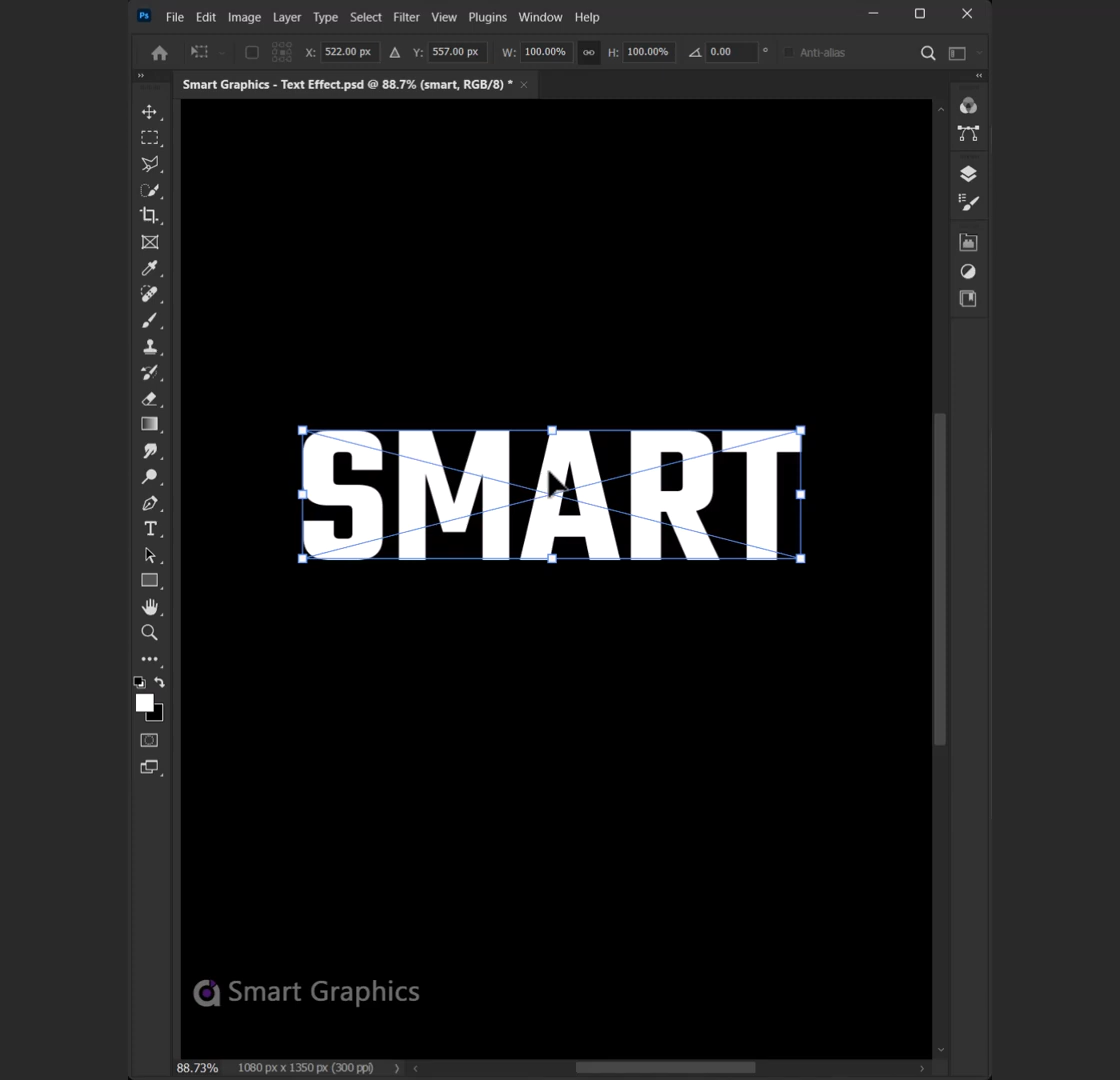 Ps File Edit Image Layer Type Select Filter View Plugins Window Help
X: 522.00 px Y: 557.00 px W: 100.00% H: 100.00% 0.00 ° Anti-alias
Smart Graphics - Text Effect.psd @ 88.7% (smart, RGB/8) *
SMART
Smart Graphics
88.73% 1080 px x 1350 px (300 ppi)